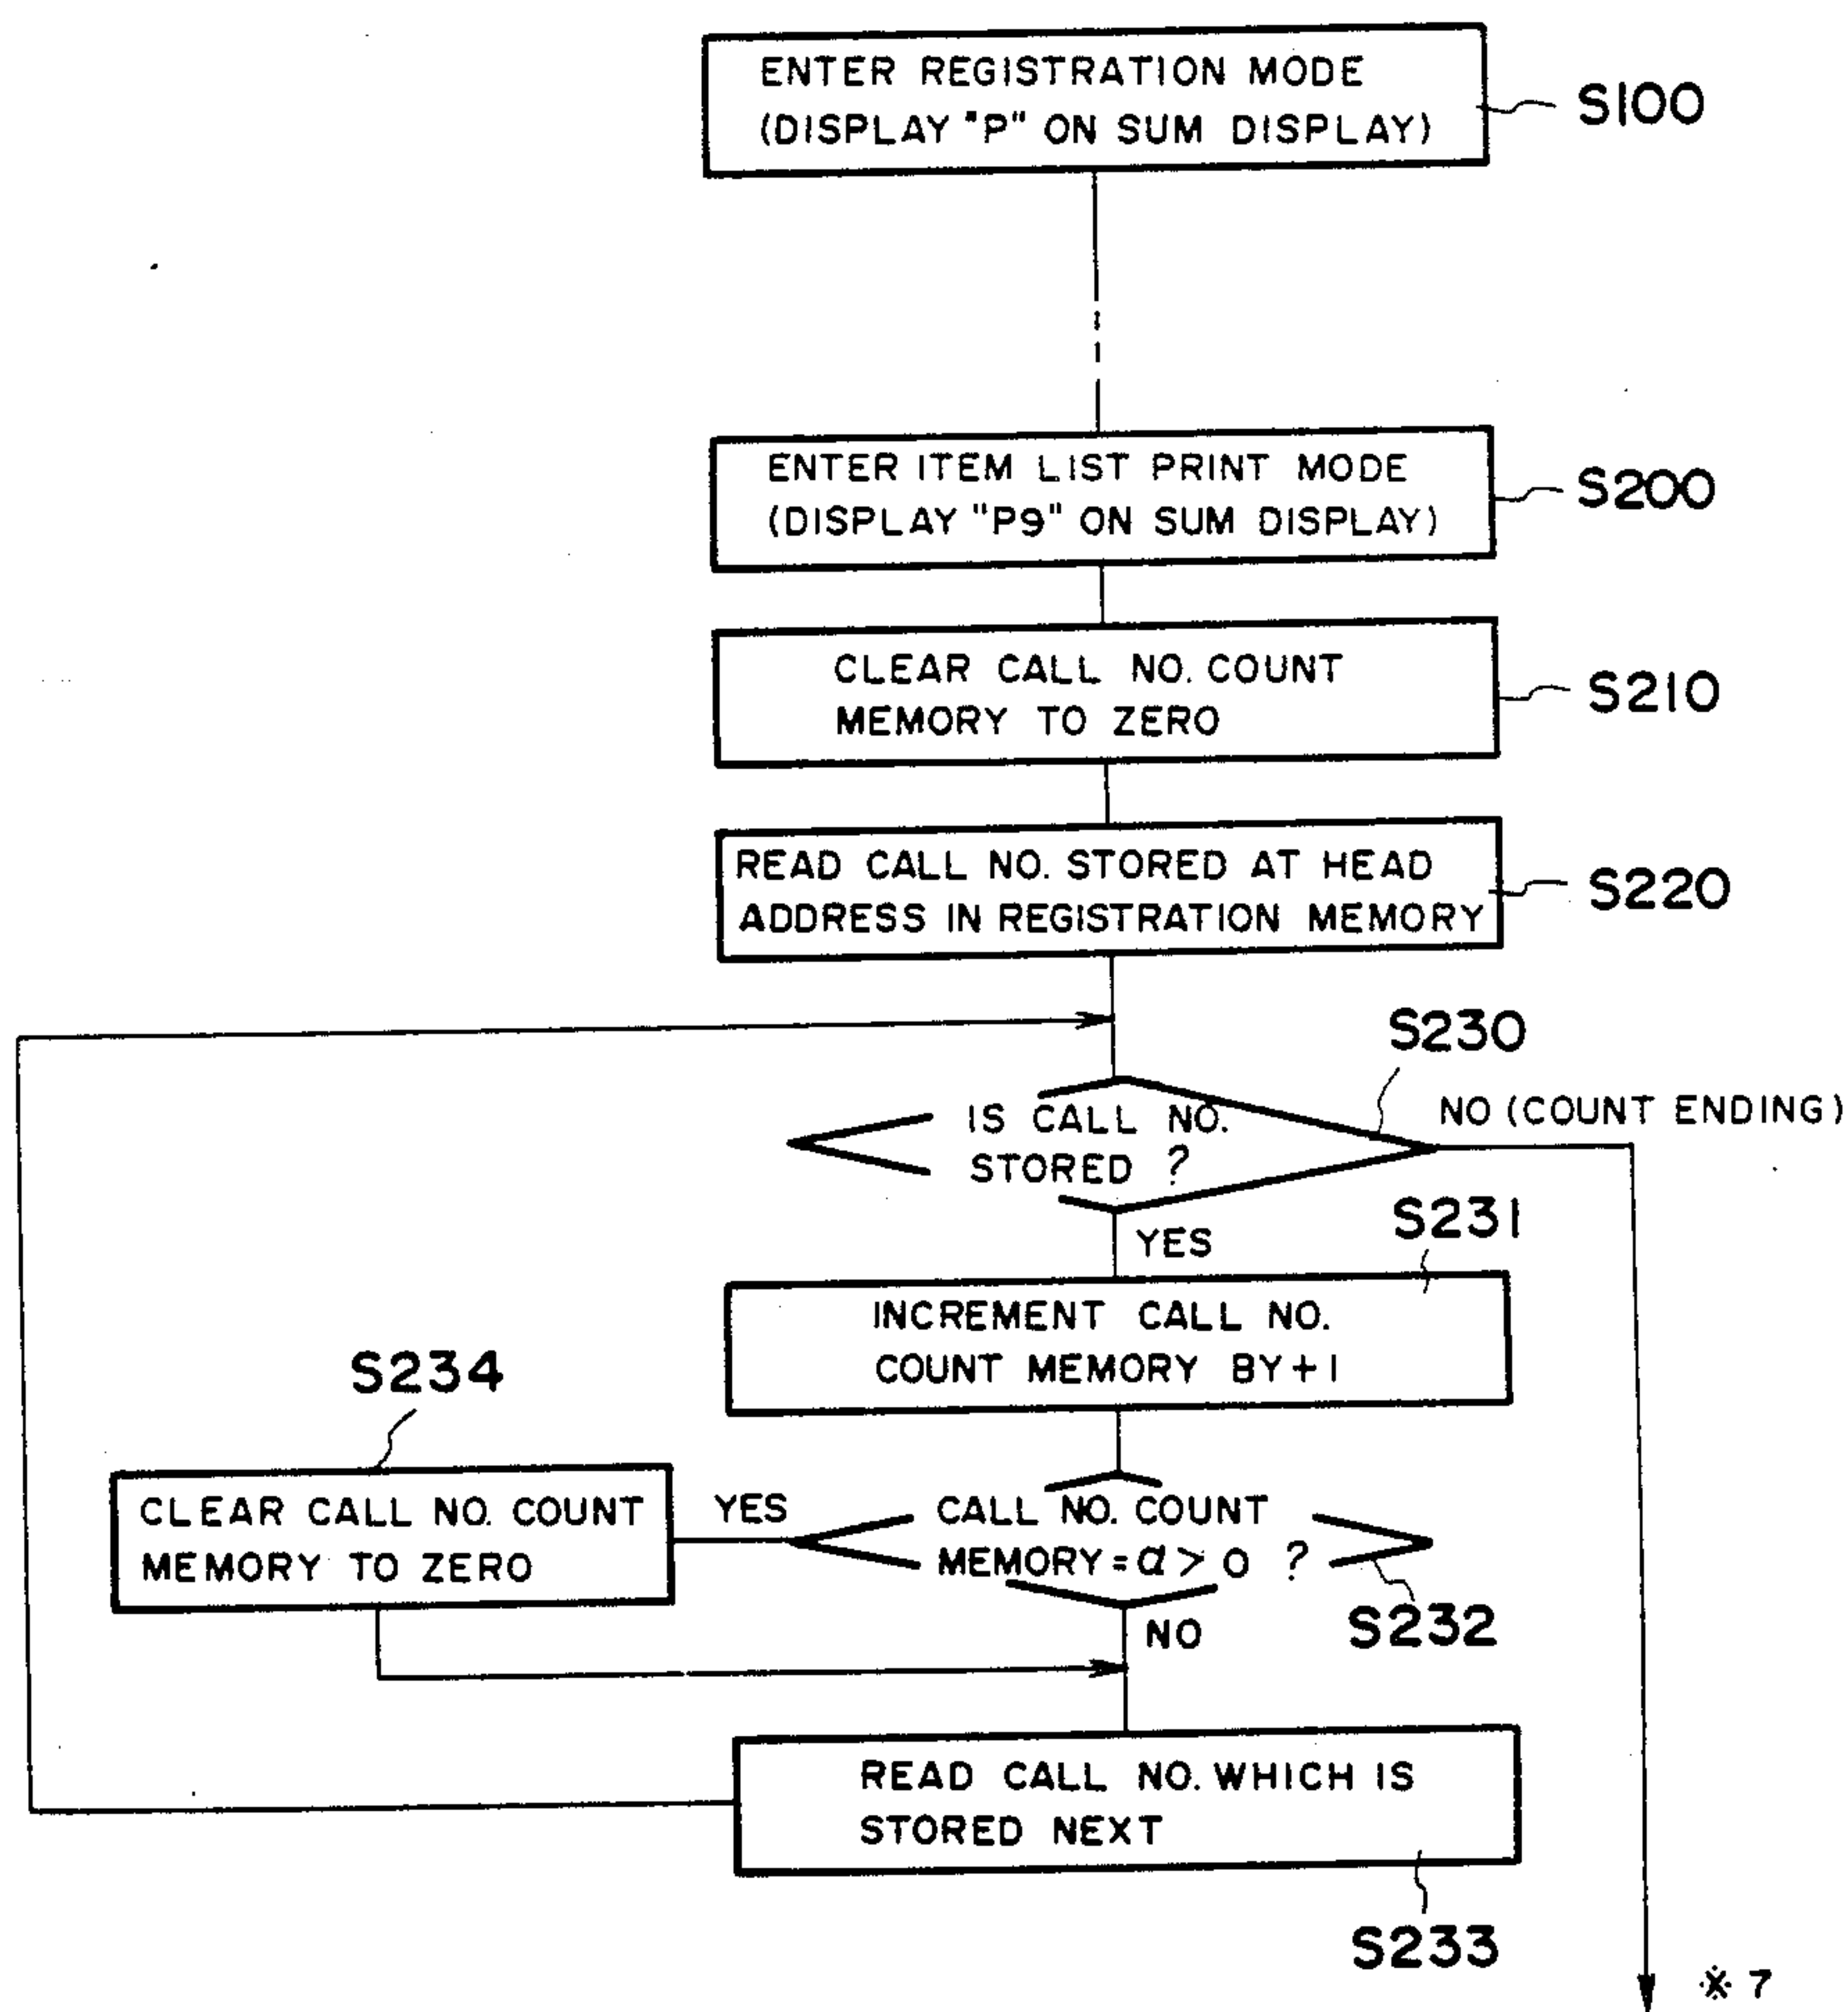 ENTER REGISTRATION MODE
(DISPLAY "P" ON SUM DISPLAY)
S100
ENTER ITEM LIST PRINT MODE
(DISPLAY "P9" ON SUM DISPLAY)
S200
CLEAR CALL NO. COUNT
MEMORY TO ZERO
S210
READ CALL NO. STORED AT HEAD
ADDRESS IN REGISTRATION MEMORY
S220
S230
IS CALL NO.
STORED ?
NO (COUNT ENDING)
YES
S231
INCREMENT CALL NO.
COUNT MEMORY BY +1
S234
CLEAR CALL NO. COUNT
MEMORY TO ZERO
YES
CALL NO. COUNT
MEMORY = α > 0 ?
S232
NO
READ CALL NO. WHICH IS
STORED NEXT
S233
※ 7